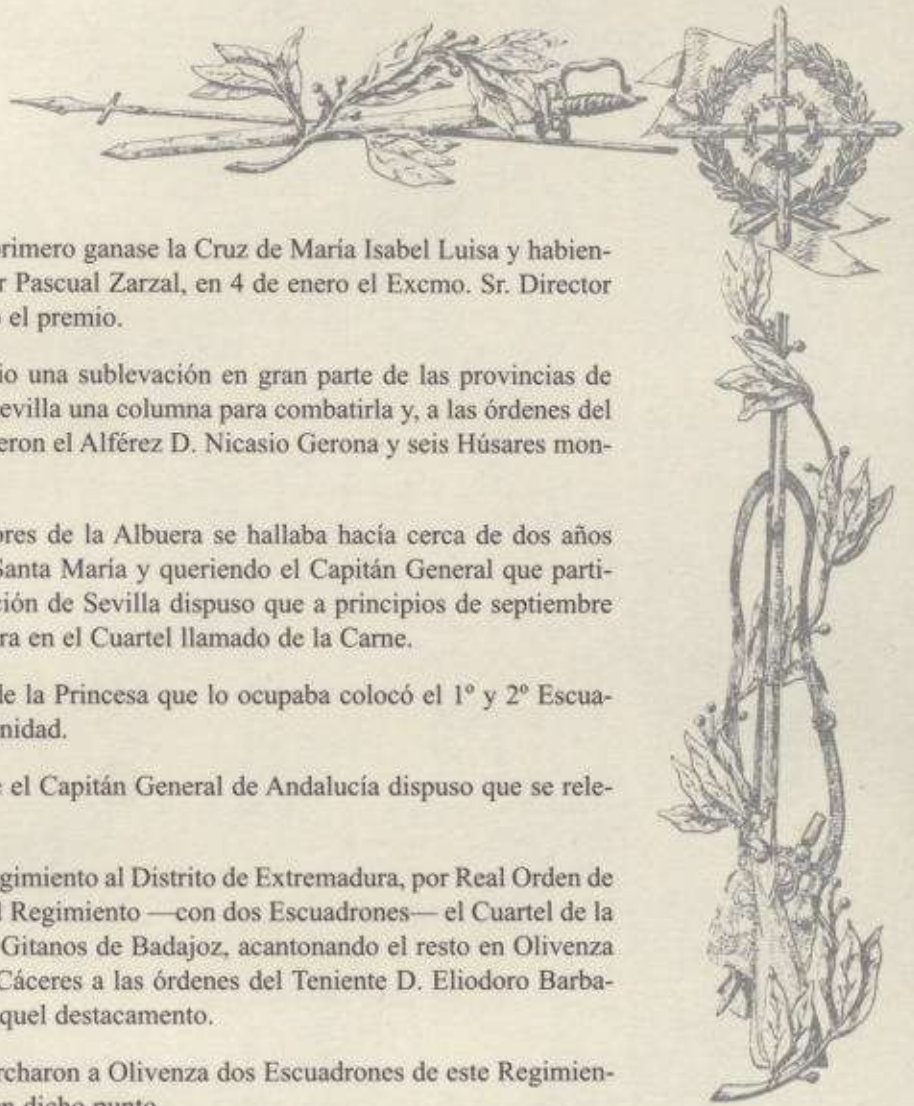 rimero ganase la Cruz de María Isabel Luisa y habien-
r Pascual Zarzal, en 4 de enero el Excmo. Sr. Director
el premio.
io una sublevación en gran parte de las provincias de
evilla una columna para combatirla y, a las órdenes del
eron el Alférez D. Nicasio Gerona y seis Húsares mon-
ores de la Albuera se hallaba hacía cerca de dos años
Santa María y queriendo el Capitán General que parti-
ción de Sevilla dispuso que a principios de septiembre
ra en el Cuartel llamado de la Carne.
de la Princesa que lo ocupaba colocó el 1º y 2º Escua-
nidad.
e el Capitán General de Andalucía dispuso que se rele-
egimiento al Distrito de Extremadura, por Real Orden de
l Regimiento —con dos Escuadrones— el Cuartel de la
Gitanos de Badajoz, acantonando el resto en Olivenza
Cáceres a las órdenes del Teniente D. Eliodoro Barba-
quel destacamento.
rcharon a Olivenza dos Escuadrones de este Regimien-
n dicho punto.